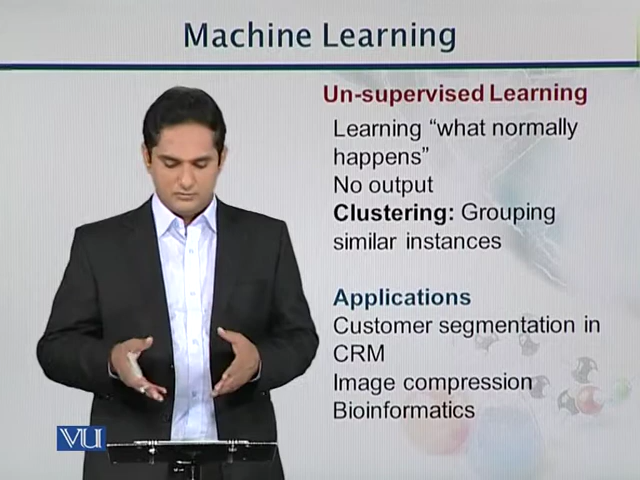 Machine Learning
Un-supervised Learning
Learning “what normally
happens”
No output
Clustering: Grouping
similar instances
Applications
Customer segmentation in
CRM
Image compression
Bioinformatics
VU